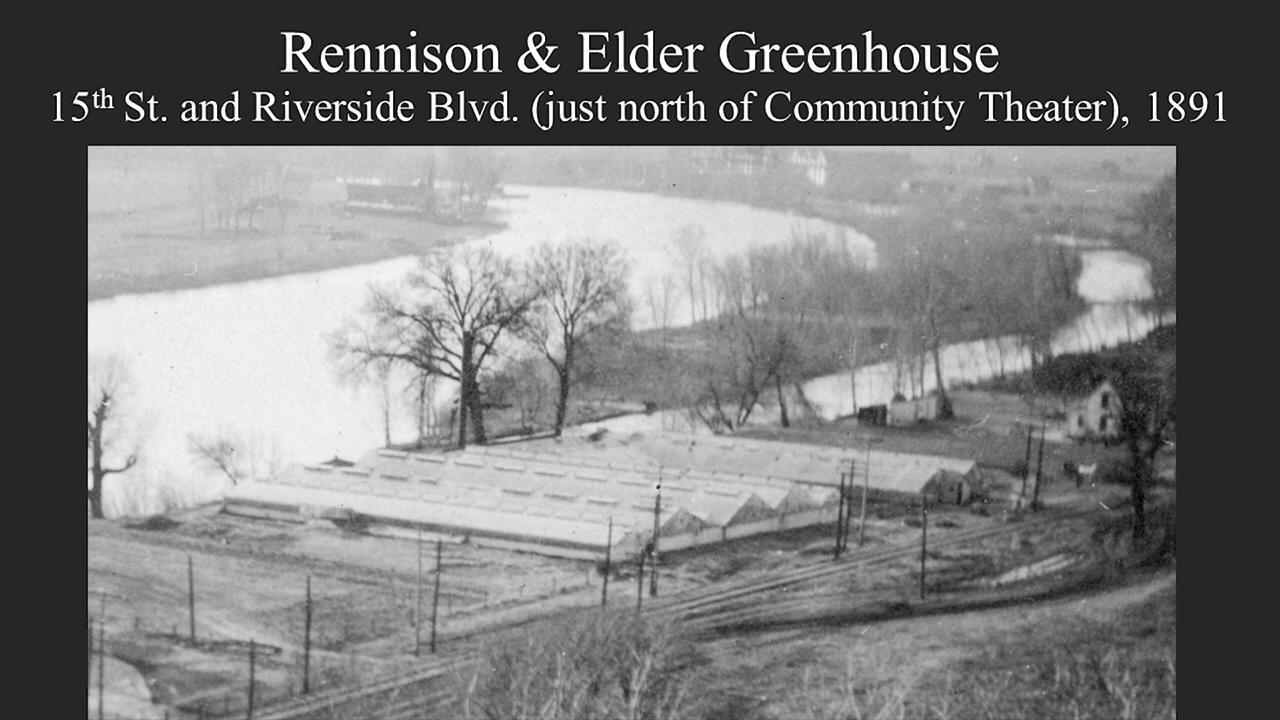 Rennison & Elder Greenhouse
15th St. and Riverside Blvd. (just north of Community Theater), 1891